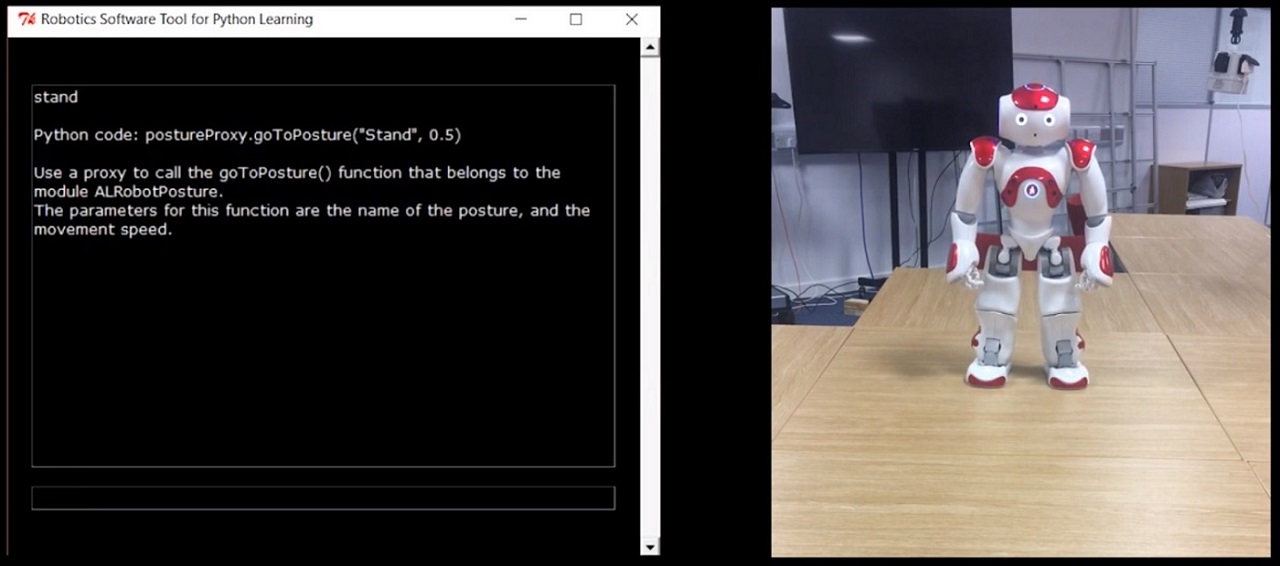 Robotics Software Tool for Python Learning
stand
Python code: postureProxy.goToPosture("Stand", 0.5)
Use a proxy to call the goToPosture() function that belongs to the
module ALRobotPosture.
The parameters for this function are the name of the posture, and the
movement speed.